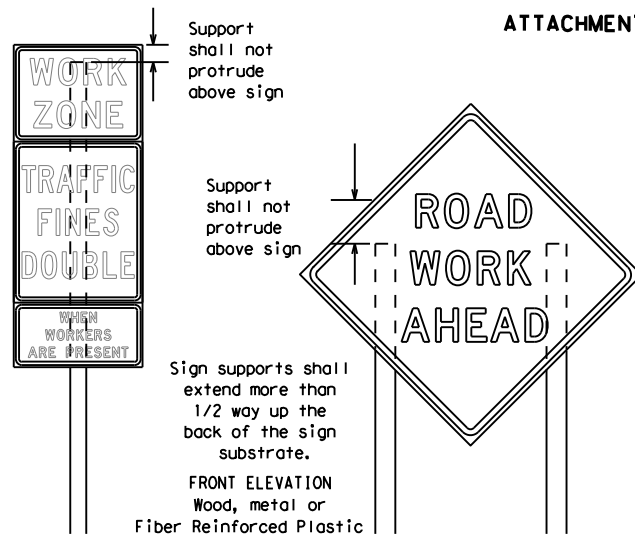 ATTACHMENT
Support
shall not
protrude
above sign
WORK
ZONE
TRAFFIC
FINES
DOUBLE
WHEN
WORKERS
ARE PRESENT
Support
shall not
protrude
above sign
ROAD
WORK
AHEAD
Sign supports shall
extend more than
1/2 way up the
back of the sign
substrate.
FRONT ELEVATION
Wood, metal or
Fiber Reinforced Plastic